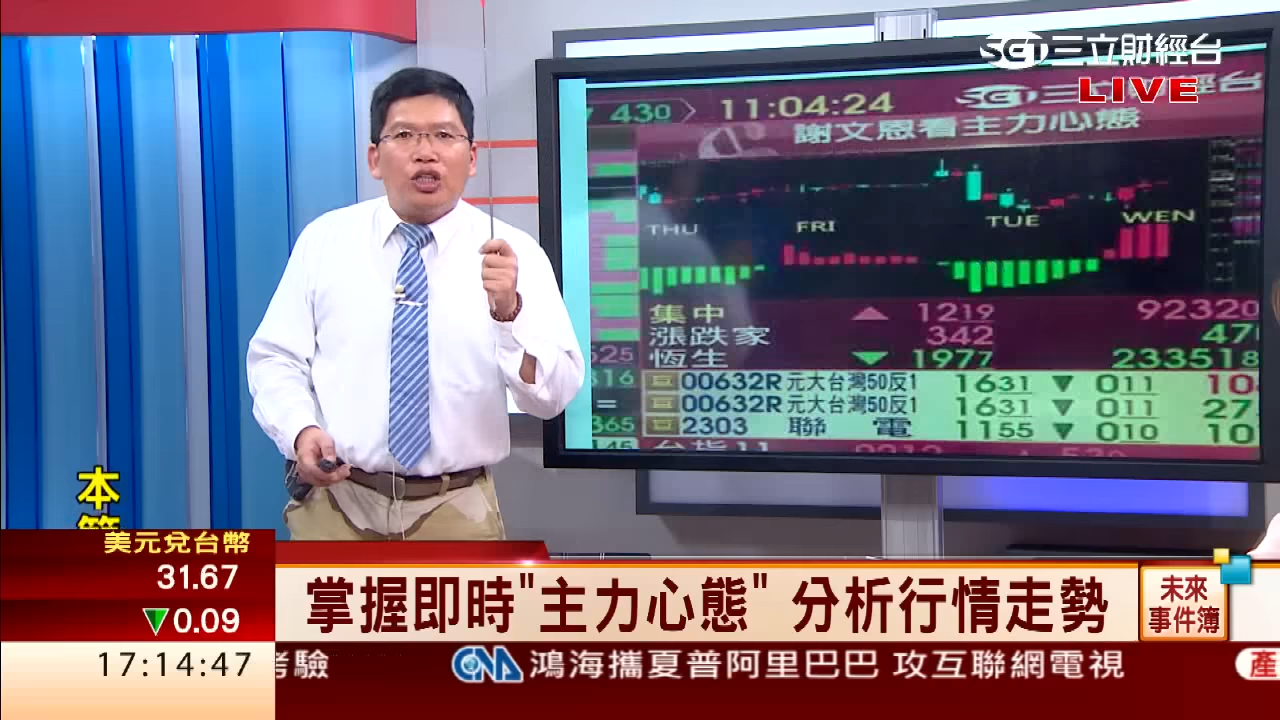 SET三立財經台
LIVE
430
11:04:24
謝文恩看主力心態
THU
FRI
TUE
WEN
集中 ▲ 1219 92320
漲跌家 342
恆生 ▼ 1977 233518
00632R 元大台灣50反1 1631 ▼ 011
00632R 元大台灣50反1 1631 ▼ 011
2303 聯電 1155 ▼ 010
本
美元兌台幣
31.67
▼0.09
掌握即時"主力心態" 分析行情走勢
未來
事件簿
17:14:47
考驗 CNA 鴻海攜夏普阿里巴巴 攻互聯網電視 產